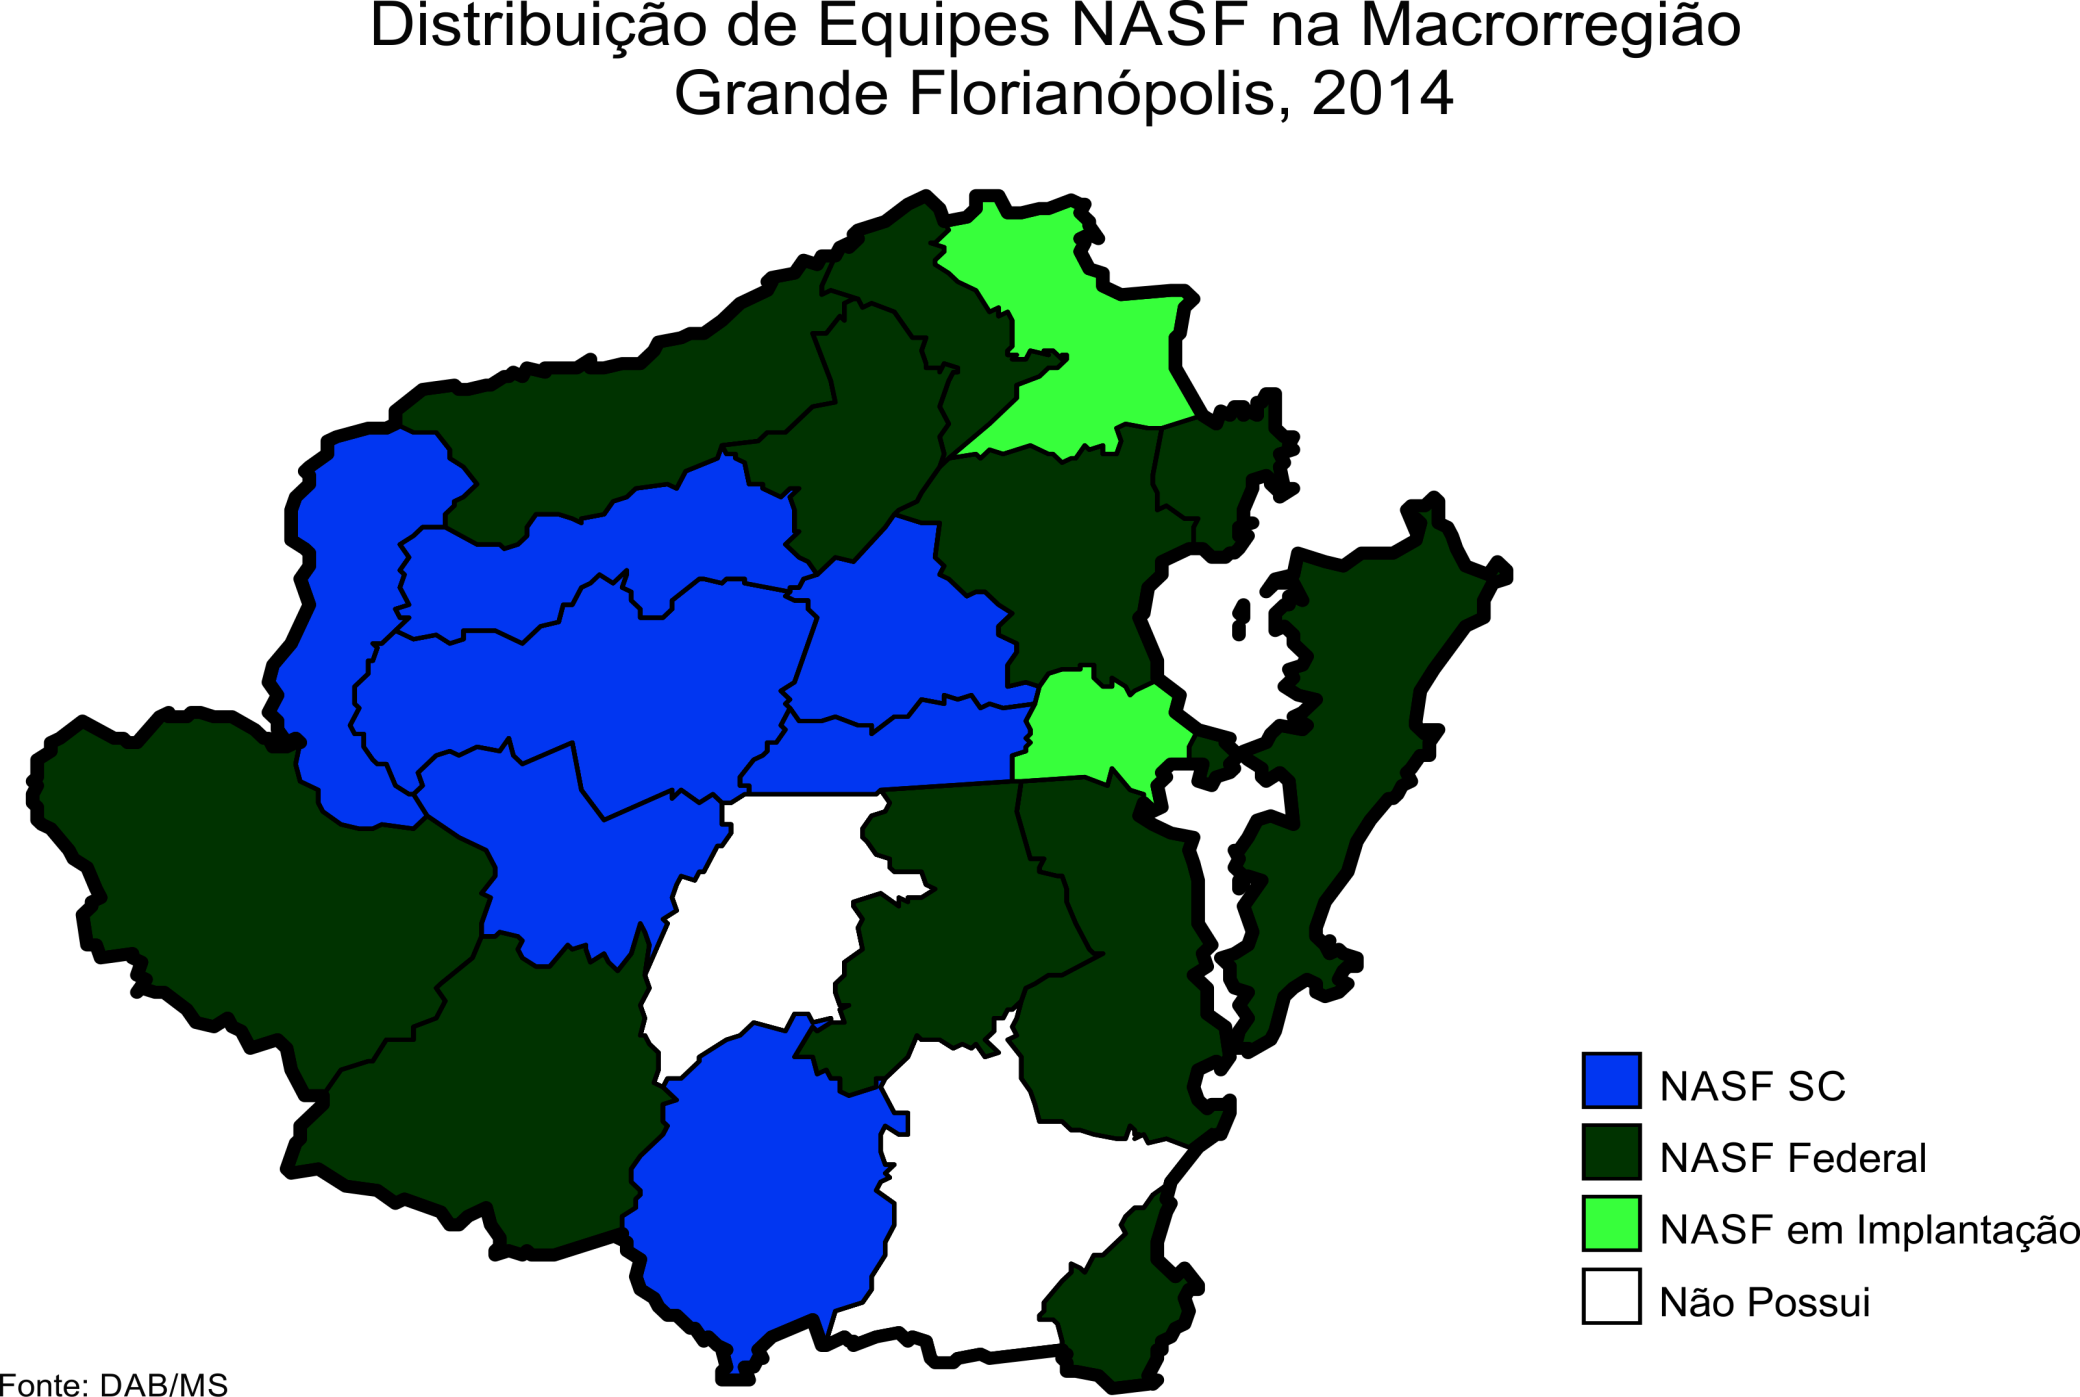 Distribuição de Equipes NASF na Macrorregião
Grande Florianópolis, 2014
NASF SC
NASF Federal
NASF em Implantação
Não Possui
Fonte: DAB/MS